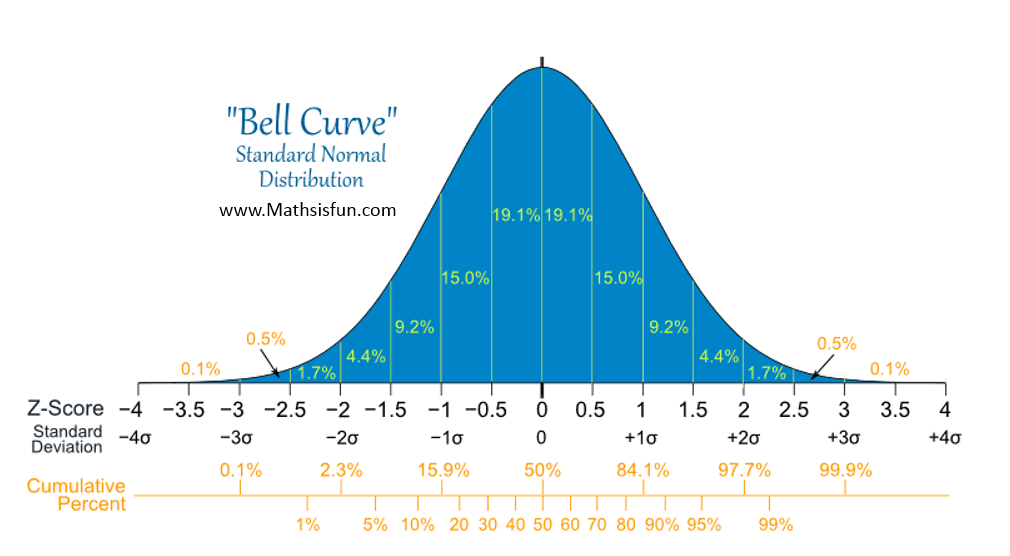 "Bell Curve"
Standard Normal
Distribution
www.Mathsisfun.com
19.1% 19.1%
15.0% 15.0%
9.2% 9.2%
0.5% 0.5%
4.4% 4.4%
0.1% 1.7% 1.7% 0.1%
Z-Score −4 −3.5 −3 −2.5 −2 −1.5 −1 −0.5 0 0.5 1 1.5 2 2.5 3 3.5 4
Standard
Deviation −4σ −3σ −2σ −1σ 0 +1σ +2σ +3σ +4σ
0.1% 2.3% 15.9% 50% 84.1% 97.7% 99.9%
Cumulative
Percent
1% 5% 10% 20 30 40 50 60 70 80 90% 95% 99%